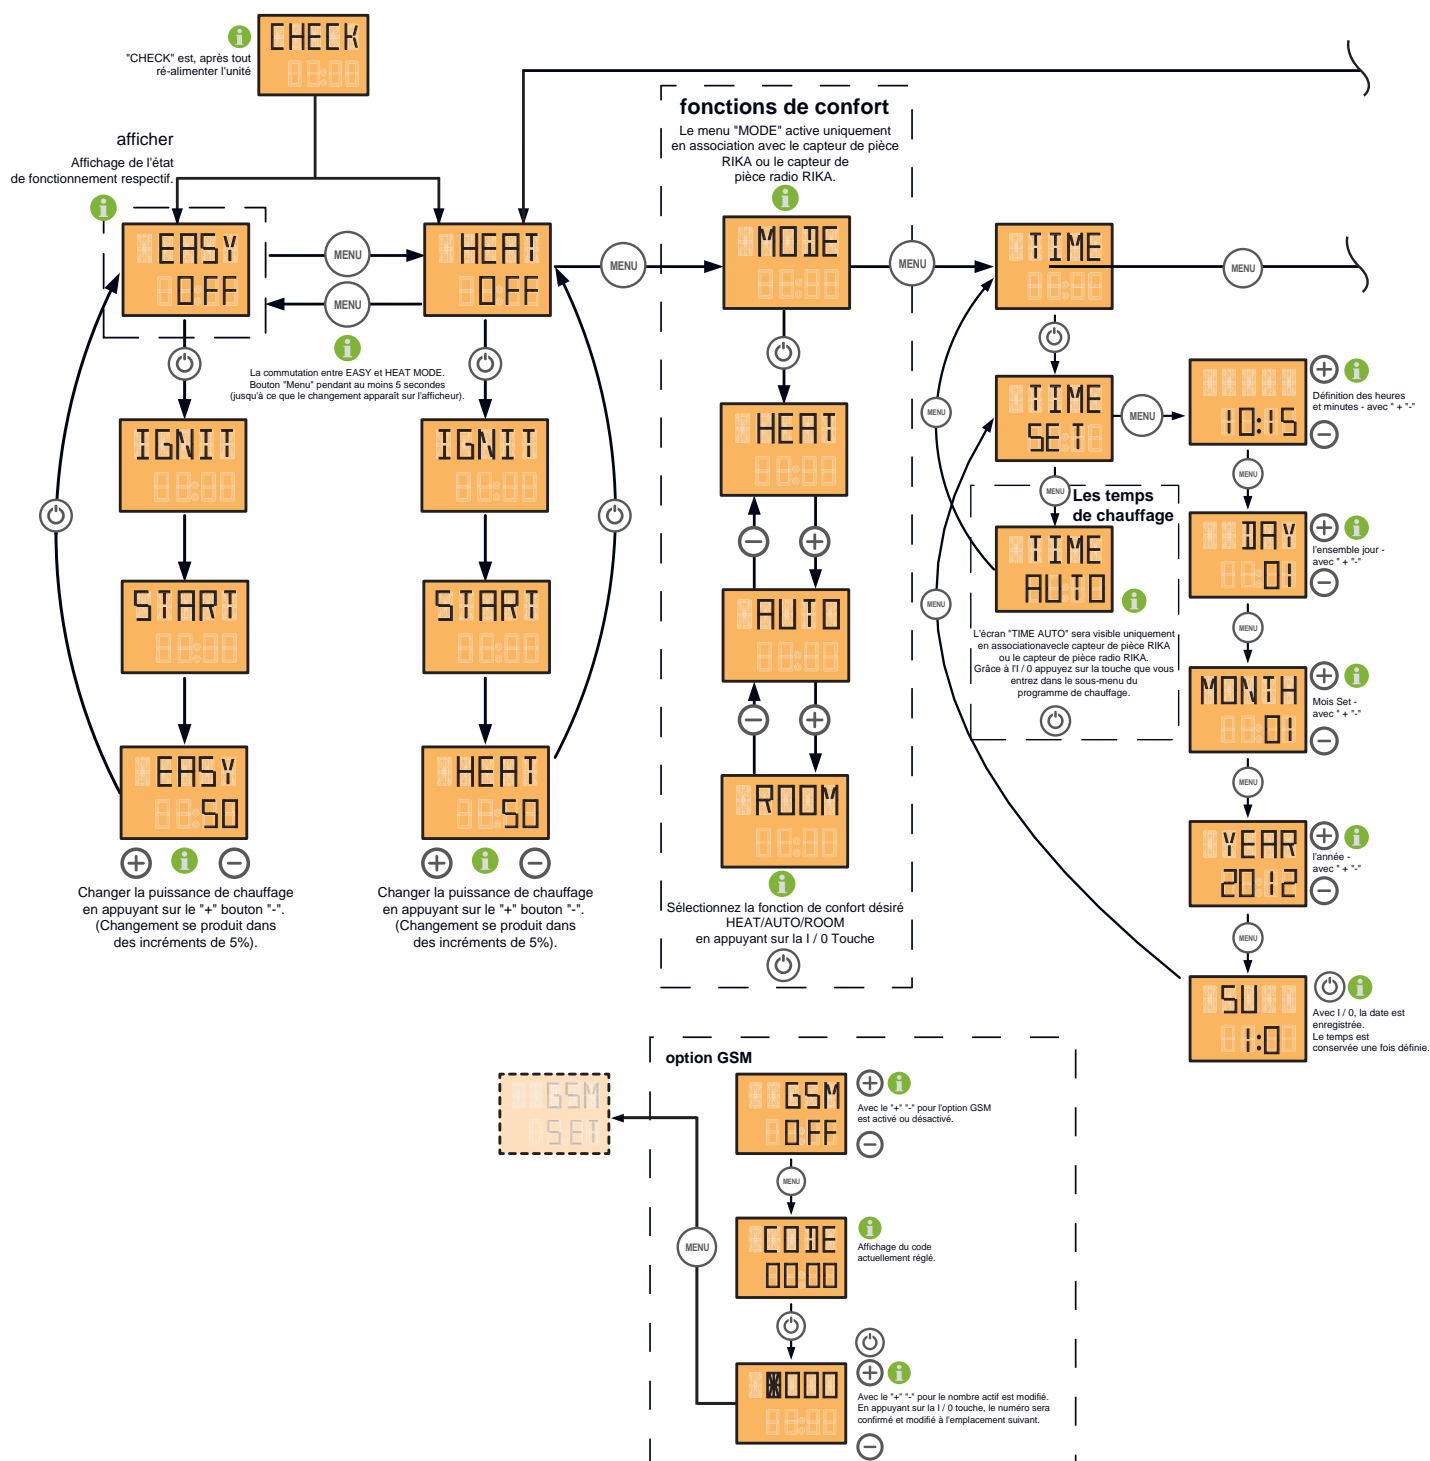 CHECK
"CHECK" est, après tout
ré-alimenter l'unité
afficher
Affichage de l'état
de fonctionnement respectif.
EASY
OFF
MENU
MENU
HEAT
OFF
La commutation entre EASY et HEAT MODE.
Bouton "Menu" pendant au moins 5 secondes
(jusqu'à ce que le changement apparaît sur l'afficheur).
IGNIT
START
EASY
50
Changer la puissance de chauffage
en appuyant sur le "+" bouton "-".
(Changement se produit dans
des incréments de 5%).
IGNIT
START
HEAT
50
Changer la puissance de chauffage
en appuyant sur le "+" bouton "-".
(Changement se produit dans
des incréments de 5%).
MENU
fonctions de confort
Le menu "MODE" active uniquement
en association avec le capteur de pièce
RIKA ou le capteur de
pièce radio RIKA.
MODE
HEAT
AUTO
ROOM
Sélectionnez la fonction de confort désiré
HEAT/AUTO/ROOM
en appuyant sur la I / 0 Touche
MENU
TIME
MENU
TIME
SET
MENU
MENU
MENU
MENU
Les temps
de chauffage
TIME
AUTO
L'écran "TIME AUTO" sera visible uniquement
en associationavecle capteur de pièce RIKA
ou le capteur de pièce radio RIKA.
Grâce à l'I / 0 appuyez sur la touche que vous
entrez dans le sous-menu du
programme de chauffage.
10:15
Définition des heures
et minutes - avec " + "-"
MENU
DAY
01
l'ensemble jour -
avec " + "-"
MENU
MONTH
01
Mois Set -
avec " + "-"
MENU
YEAR
2012
l'année -
avec " + "-"
MENU
SU
1:0
Avec I / 0, la date est
enregistrée.
Le temps est
conservée une fois définie.
option GSM
GSM
SET
GSM
OFF
Avec le "+" "-" pour l'option GSM
est activé ou désactivé.
MENU
MENU
CODE
00:00
Affichage du code
actuellement réglé.
000
Avec le "+" "-" pour le nombre actif est modifié.
En appuyant sur la I / 0 touche, le numéro sera
confirmé et modifié à l'emplacement suivant.